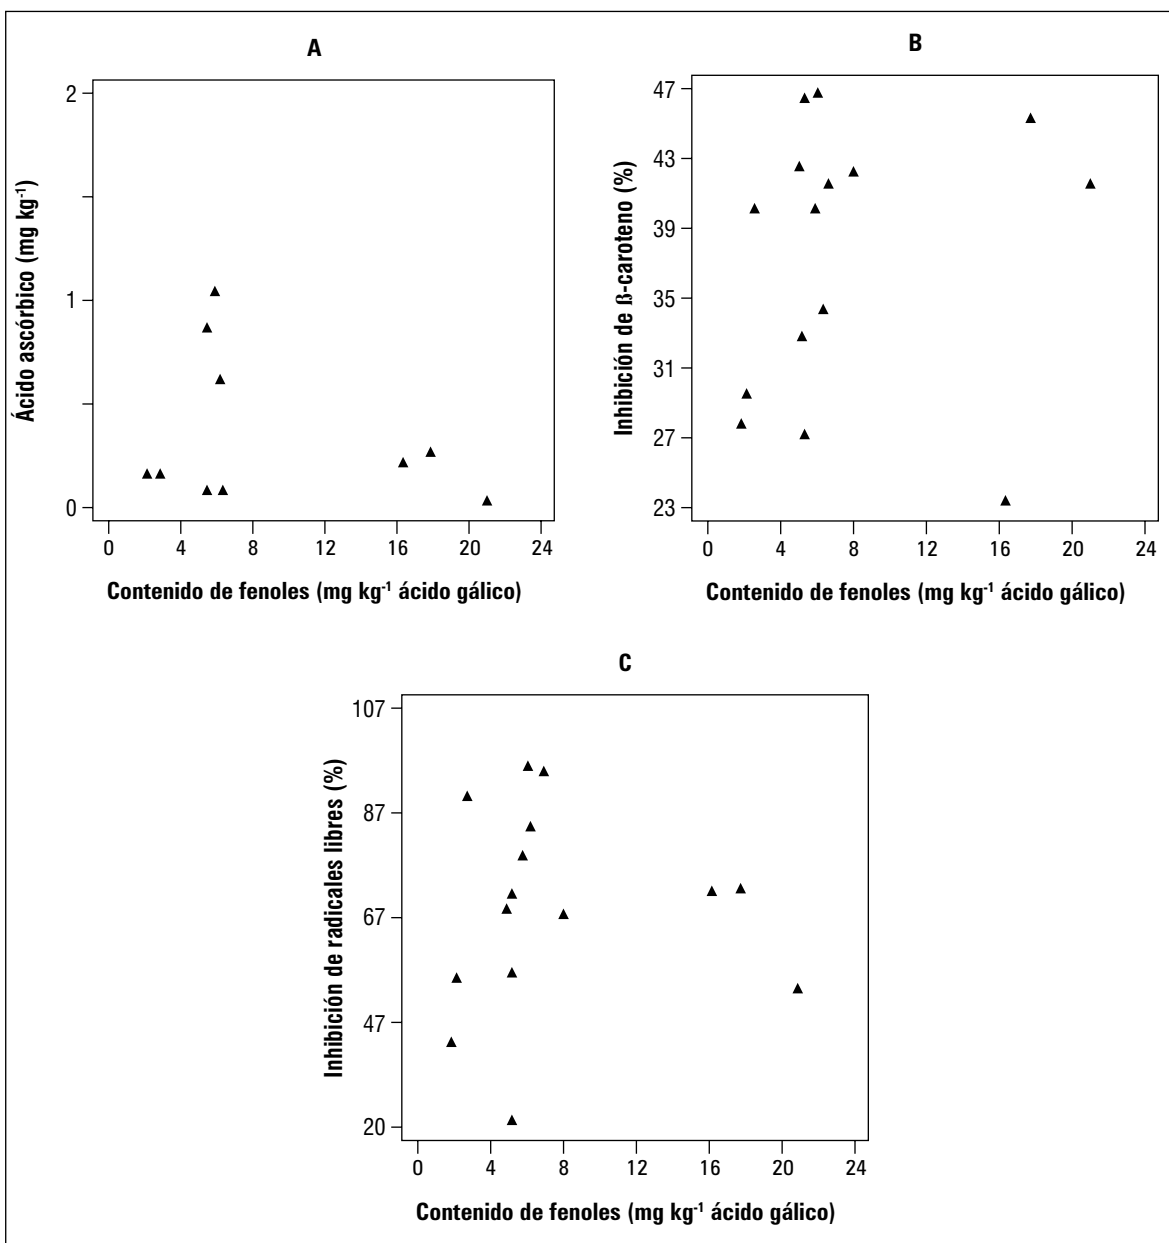 A
Ácido ascórbico (mg kg⁻¹)
2
1
0
0 4 8 12 16 20 24
Contenido de fenoles (mg kg⁻¹ ácido gálico)
B
Inhibición de ß-caroteno (%)
47
43
39
35
31
27
23
0 4 8 12 16 20 24
Contenido de fenoles (mg kg⁻¹ ácido gálico)
C
Inhibición de radicales libres (%)
107
87
67
47
20
0 4 8 12 16 20 24
Contenido de fenoles (mg kg⁻¹ ácido gálico)